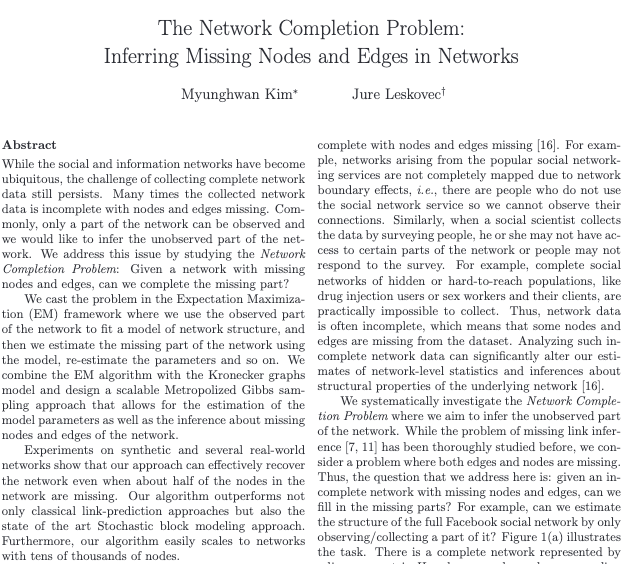 The Network Completion Problem:
Inferring Missing Nodes and Edges in Networks
Myunghwan Kim* Jure Leskovec†
Abstract
While the social and information networks have become
ubiquitous, the challenge of collecting complete network
data still persists. Many times the collected network
data is incomplete with nodes and edges missing. Com-
monly, only a part of the network can be observed and
we would like to infer the unobserved part of the net-
work. We address this issue by studying the Network
Completion Problem: Given a network with missing
nodes and edges, can we complete the missing part?
We cast the problem in the Expectation Maximiza-
tion (EM) framework where we use the observed part
of the network to fit a model of network structure, and
then we estimate the missing part of the network using
the model, re-estimate the parameters and so on. We
combine the EM algorithm with the Kronecker graphs
model and design a scalable Metropolized Gibbs sam-
pling approach that allows for the estimation of the
model parameters as well as the inference about missing
nodes and edges of the network.
Experiments on synthetic and several real-world
networks show that our approach can effectively recover
the network even when about half of the nodes in the
network are missing. Our algorithm outperforms not
only classical link-prediction approaches but also the
state of the art Stochastic block modeling approach.
Furthermore, our algorithm easily scales to networks
with tens of thousands of nodes.
complete with nodes and edges missing [16]. For exam-
ple, networks arising from the popular social network-
ing services are not completely mapped due to network
boundary effects, i.e., there are people who do not use
the social network service so we cannot observe their
connections. Similarly, when a social scientist collects
the data by surveying people, he or she may not have ac-
cess to certain parts of the network or people may not
respond to the survey. For example, complete social
networks of hidden or hard-to-reach populations, like
drug injection users or sex workers and their clients, are
practically impossible to collect. Thus, network data
is often incomplete, which means that some nodes and
edges are missing from the dataset. Analyzing such in-
complete network data can significantly alter our esti-
mates of network-level statistics and inferences about
structural properties of the underlying network [16].
We systematically investigate the Network Comple-
tion Problem where we aim to infer the unobserved part
of the network. While the problem of missing link infer-
ence [7, 11] has been thoroughly studied before, we con-
sider a problem where both edges and nodes are missing.
Thus, the question that we address here is: given an in-
complete network with missing nodes and edges, can we
fill in the missing parts? For example, can we estimate
the structure of the full Facebook social network by only
observing/collecting a part of it? Figure 1(a) illustrates
the task. There is a complete network represented by